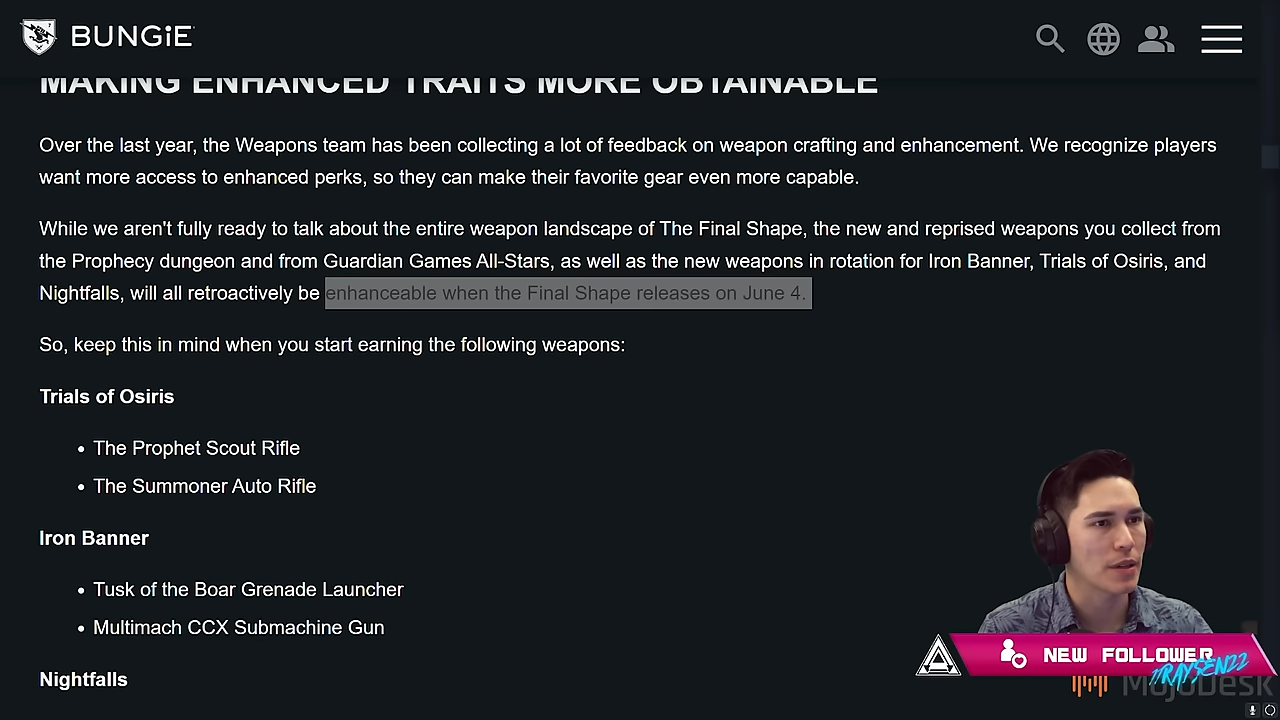 BUNGiE
MAKING ENHANCED TRAITS MORE OBTAINABLE
Over the last year, the Weapons team has been collecting a lot of feedback on weapon crafting and enhancement. We recognize players
want more access to enhanced perks, so they can make their favorite gear even more capable.
While we aren't fully ready to talk about the entire weapon landscape of The Final Shape, the new and reprised weapons you collect from
the Prophecy dungeon and from Guardian Games All-Stars, as well as the new weapons in rotation for Iron Banner, Trials of Osiris, and
Nightfalls, will all retroactively be enhanceable when the Final Shape releases on June 4.
So, keep this in mind when you start earning the following weapons:
Trials of Osiris
• The Prophet Scout Rifle
• The Summoner Auto Rifle
Iron Banner
• Tusk of the Boar Grenade Launcher
• Multimach CCX Submachine Gun
Nightfalls
NEW FOLLOWER
MojoDesk